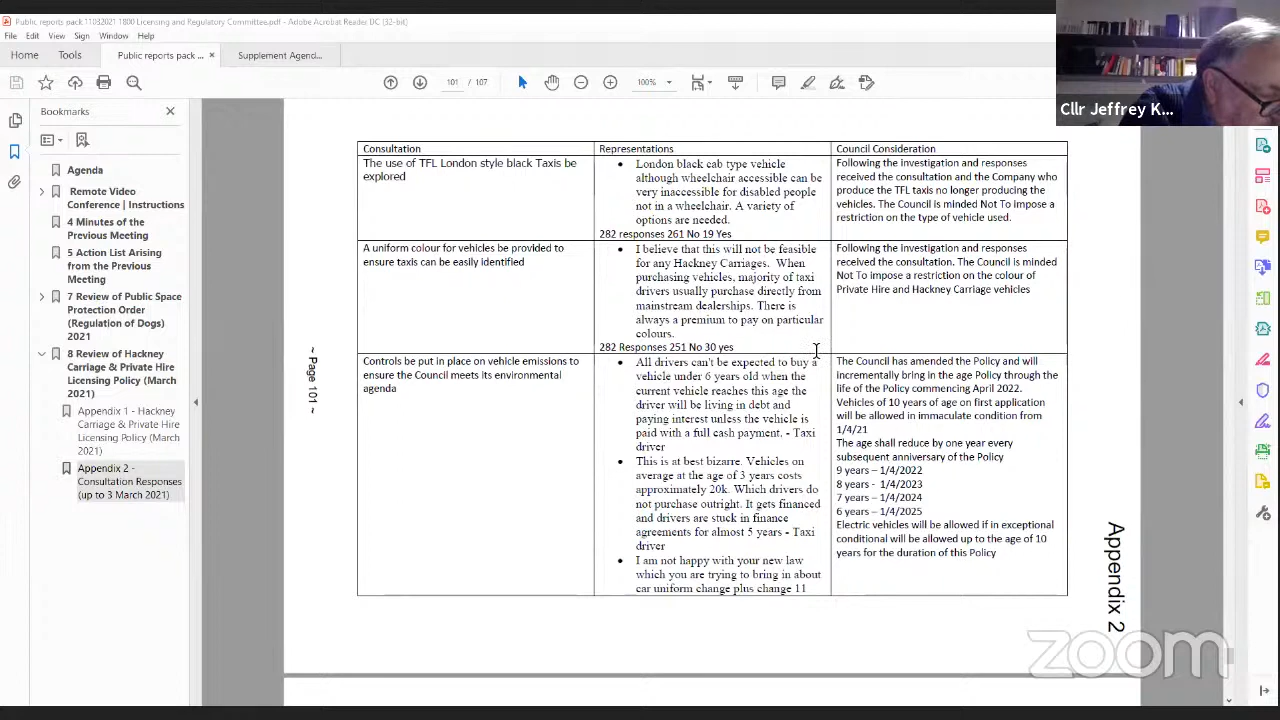 Public reports pack 11032021 1800 Licensing and Regulatory Committee.pdf - Adobe Acrobat Reader DC (32-bit)
File Edit View Sign Window Help
Home Tools Public reports pack ... × Supplement Agend...
101 / 107 100%
Cllr Jeffrey K...
Bookmarks
Agenda
Remote Video
Conference | Instructions
4 Minutes of the
Previous Meeting
5 Action List Arising
from the Previous
Meeting
7 Review of Public Space
Protection Order
(Regulation of Dogs)
2021
8 Review of Hackney
Carriage & Private Hire
Licensing Policy (March
2021)
Appendix 1 - Hackney
Carriage & Private Hire
Licensing Policy (March
2021)
Appendix 2 -
Consultation Responses
(up to 3 March 2021)
~ Page 101 ~
Consultation
The use of TFL London style black Taxis be
explored
Representations
• London black cab type vehicle
although wheelchair accessible can be
very inaccessible for disabled people
not in a wheelchair. A variety of
options are needed.
282 responses 261 No 19 Yes
Council Consideration
Following the investigation and responses
received the consultation and the Company who
produce the TFL taxis no longer producing the
vehicles. The Council is minded Not To impose a
restriction on the type of vehicle used.
A uniform colour for vehicles be provided to
ensure taxis can be easily identified
• I believe that this will not be feasible
for any Hackney Carriages. When
purchasing vehicles, majority of taxi
drivers usually purchase directly from
mainstream dealerships. There is
always a premium to pay on particular
colours.
282 Responses 251 No 30 yes
Following the investigation and responses
received the consultation. The Council is minded
Not To impose a restriction on the colour of
Private Hire and Hackney Carriage vehicles
Controls be put in place on vehicle emissions to
ensure the Council meets its environmental
agenda
• All drivers can't be expected to buy a
vehicle under 6 years old when the
current vehicle reaches this age the
driver will be living in debt and
paying interest unless the vehicle is
paid with a full cash payment. - Taxi
driver
• This is at best bizarre. Vehicles on
average at the age of 3 years costs
approximately 20k. Which drivers do
not purchase outright. It gets financed
and drivers are stuck in finance
agreements for almost 5 years - Taxi
driver
• I am not happy with your new law
which you are trying to bring in about
car uniform change plus change 11
The Council has amended the Policy and will
incrementally bring in the age Policy through the
life of the Policy commencing April 2022.
Vehicles of 10 years of age on first application
will be allowed in immaculate condition from
1/4/21
The age shall reduce by one year every
subsequent anniversary of the Policy
9 years – 1/4/2022
8 years - 1/4/2023
7 years – 1/4/2024
6 years – 1/4/2025
Electric vehicles will be allowed if in exceptional
conditional will be allowed up to the age of 10
years for the duration of this Policy
Appendix 2
zoom